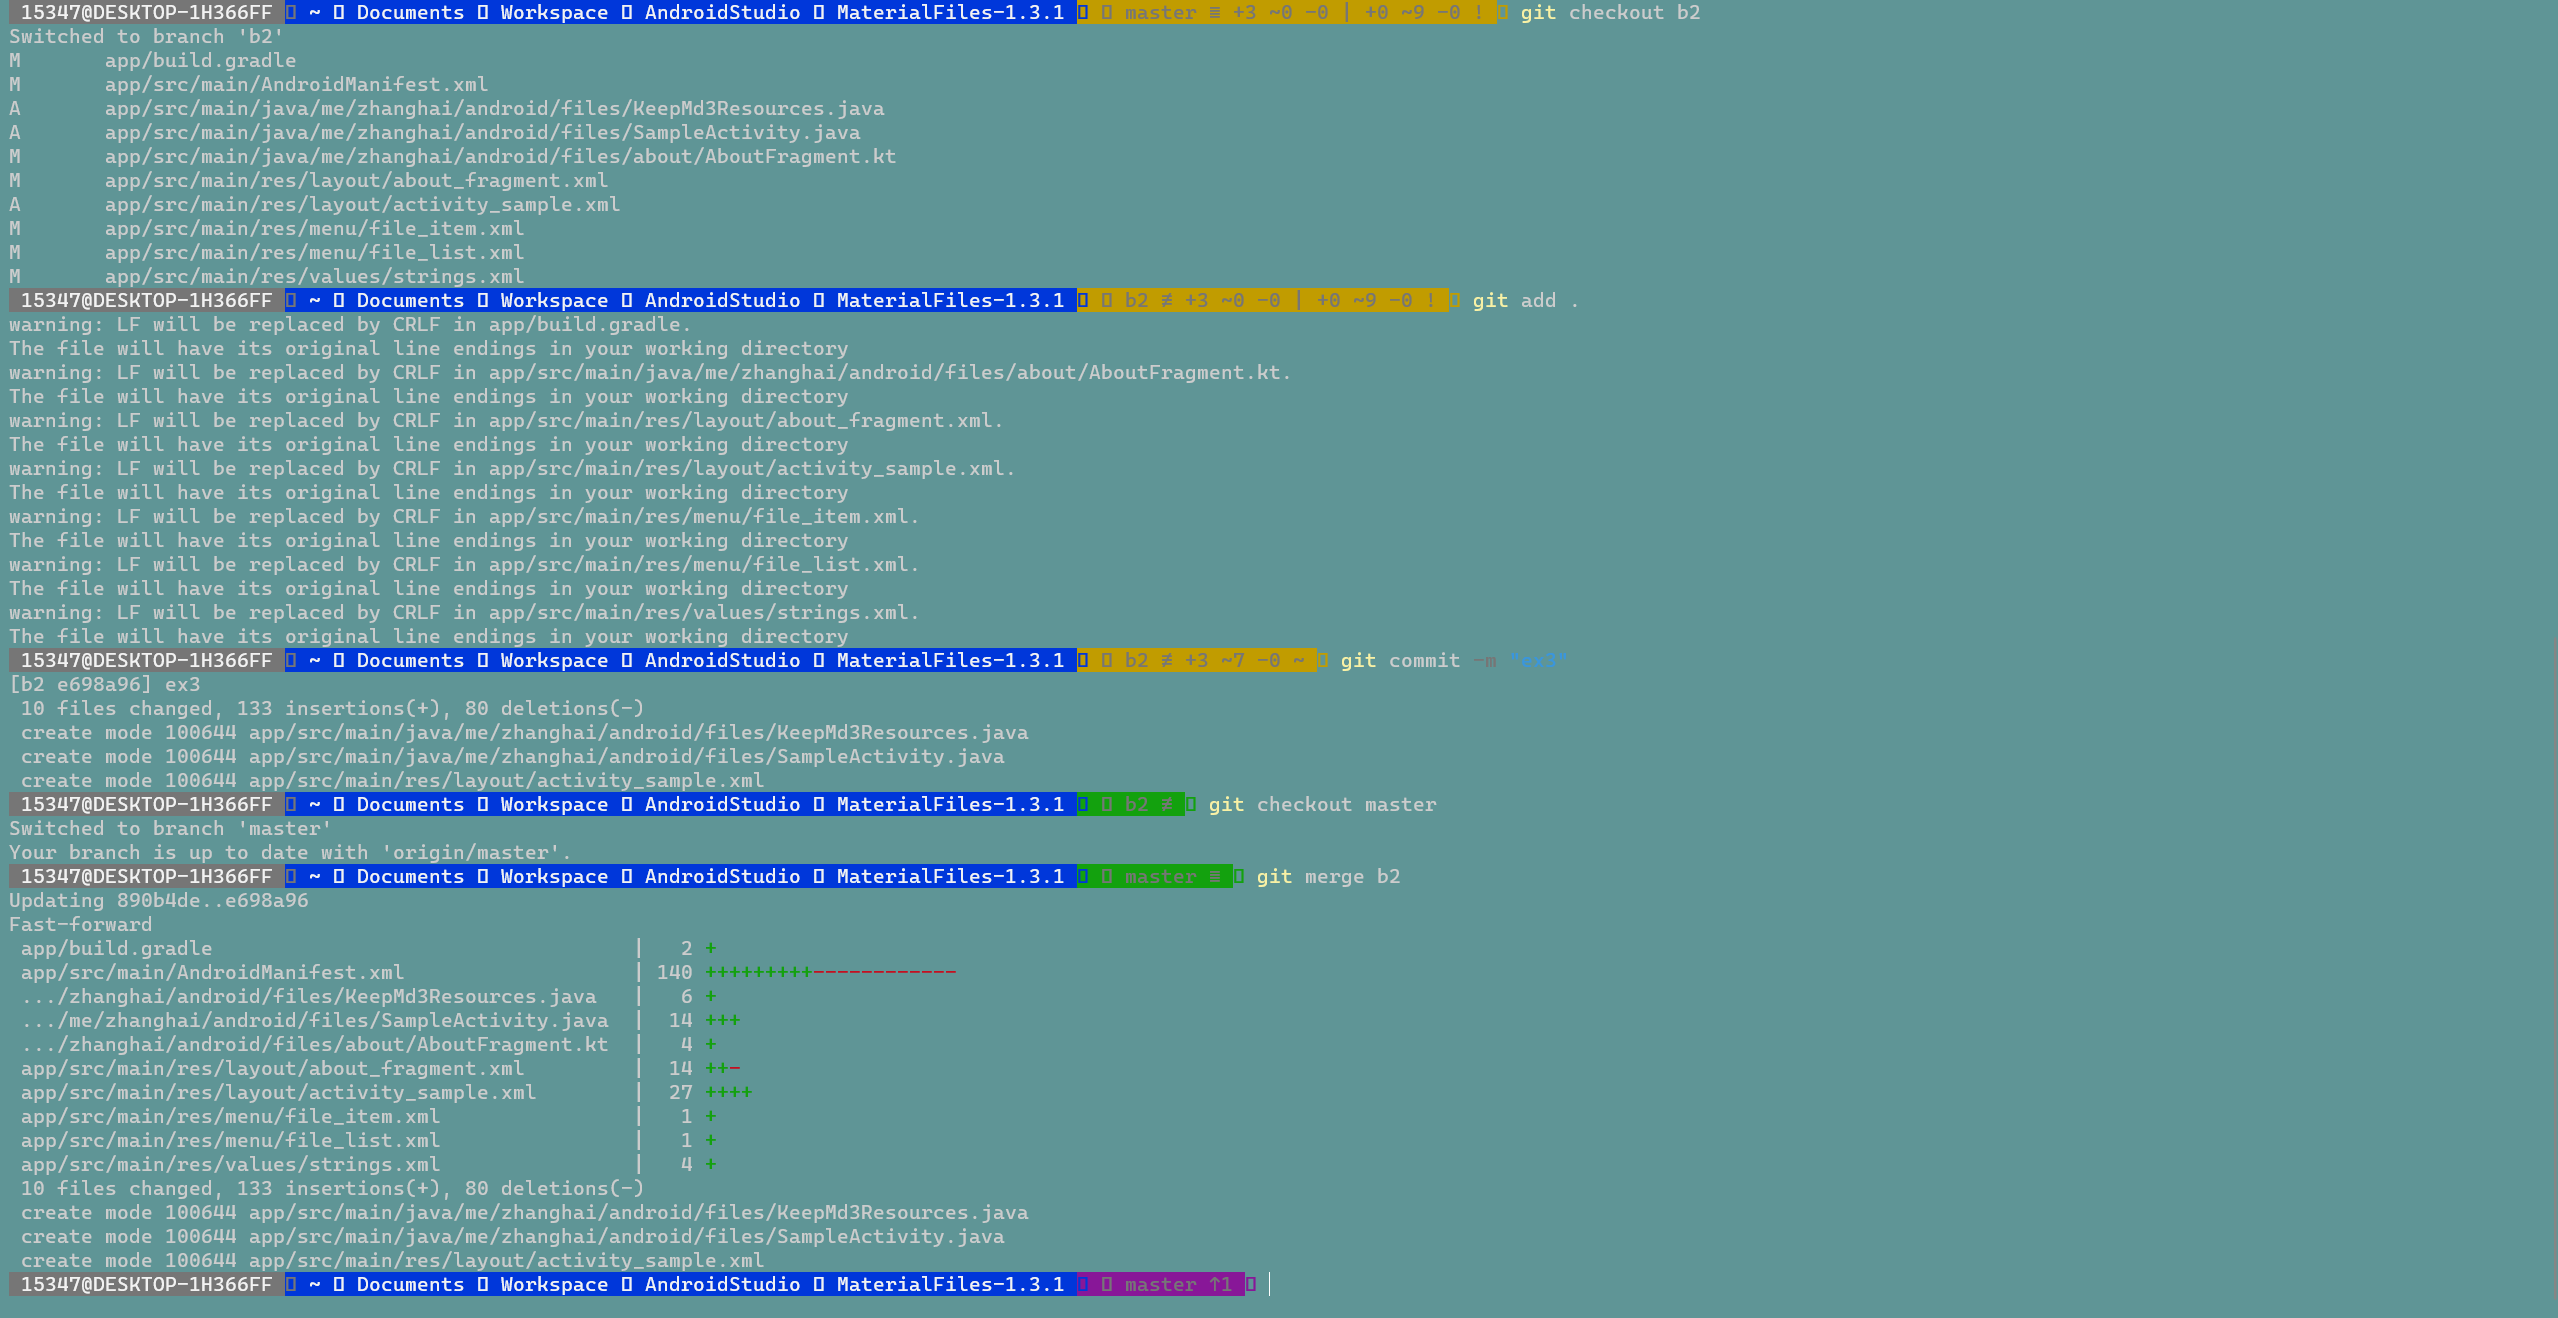 15347@DESKTOP-1H366FF ~ Documents Workspace AndroidStudio MaterialFiles-1.3.1 master ≡ +3 ~0 -0 | +0 ~9 -0 ! git checkout b2
Switched to branch 'b2'
M       app/build.gradle
M       app/src/main/AndroidManifest.xml
A       app/src/main/java/me/zhanghai/android/files/KeepMd3Resources.java
A       app/src/main/java/me/zhanghai/android/files/SampleActivity.java
M       app/src/main/java/me/zhanghai/android/files/about/AboutFragment.kt
M       app/src/main/res/layout/about_fragment.xml
A       app/src/main/res/layout/activity_sample.xml
M       app/src/main/res/menu/file_item.xml
M       app/src/main/res/menu/file_list.xml
M       app/src/main/res/values/strings.xml
15347@DESKTOP-1H366FF ~ Documents Workspace AndroidStudio MaterialFiles-1.3.1 b2 ≢ +3 ~0 -0 | +0 ~9 -0 ! git add .
warning: LF will be replaced by CRLF in app/build.gradle.
The file will have its original line endings in your working directory
warning: LF will be replaced by CRLF in app/src/main/java/me/zhanghai/android/files/about/AboutFragment.kt.
The file will have its original line endings in your working directory
warning: LF will be replaced by CRLF in app/src/main/res/layout/about_fragment.xml.
The file will have its original line endings in your working directory
warning: LF will be replaced by CRLF in app/src/main/res/layout/activity_sample.xml.
The file will have its original line endings in your working directory
warning: LF will be replaced by CRLF in app/src/main/res/menu/file_item.xml.
The file will have its original line endings in your working directory
warning: LF will be replaced by CRLF in app/src/main/res/menu/file_list.xml.
The file will have its original line endings in your working directory
warning: LF will be replaced by CRLF in app/src/main/res/values/strings.xml.
The file will have its original line endings in your working directory
15347@DESKTOP-1H366FF ~ Documents Workspace AndroidStudio MaterialFiles-1.3.1 b2 ≢ +3 ~7 -0 ~ git commit -m "ex3"
[b2 e698a96] ex3
 10 files changed, 133 insertions(+), 80 deletions(-)
 create mode 100644 app/src/main/java/me/zhanghai/android/files/KeepMd3Resources.java
 create mode 100644 app/src/main/java/me/zhanghai/android/files/SampleActivity.java
 create mode 100644 app/src/main/res/layout/activity_sample.xml
15347@DESKTOP-1H366FF ~ Documents Workspace AndroidStudio MaterialFiles-1.3.1 b2 ≢ git checkout master
Switched to branch 'master'
Your branch is up to date with 'origin/master'.
15347@DESKTOP-1H366FF ~ Documents Workspace AndroidStudio MaterialFiles-1.3.1 master ≡ git merge b2
Updating 890b4de..e698a96
Fast-forward
 app/build.gradle                                   |   2 +
 app/src/main/AndroidManifest.xml                   | 140 +++++++++------------
 .../zhanghai/android/files/KeepMd3Resources.java   |   6 +
 .../me/zhanghai/android/files/SampleActivity.java  |  14 +++
 .../zhanghai/android/files/about/AboutFragment.kt  |   4 +
 app/src/main/res/layout/about_fragment.xml         |  14 ++-
 app/src/main/res/layout/activity_sample.xml        |  27 ++++
 app/src/main/res/menu/file_item.xml                |   1 +
 app/src/main/res/menu/file_list.xml                |   1 +
 app/src/main/res/values/strings.xml                |   4 +
 10 files changed, 133 insertions(+), 80 deletions(-)
 create mode 100644 app/src/main/java/me/zhanghai/android/files/KeepMd3Resources.java
 create mode 100644 app/src/main/java/me/zhanghai/android/files/SampleActivity.java
 create mode 100644 app/src/main/res/layout/activity_sample.xml
15347@DESKTOP-1H366FF ~ Documents Workspace AndroidStudio MaterialFiles-1.3.1 master ↑1